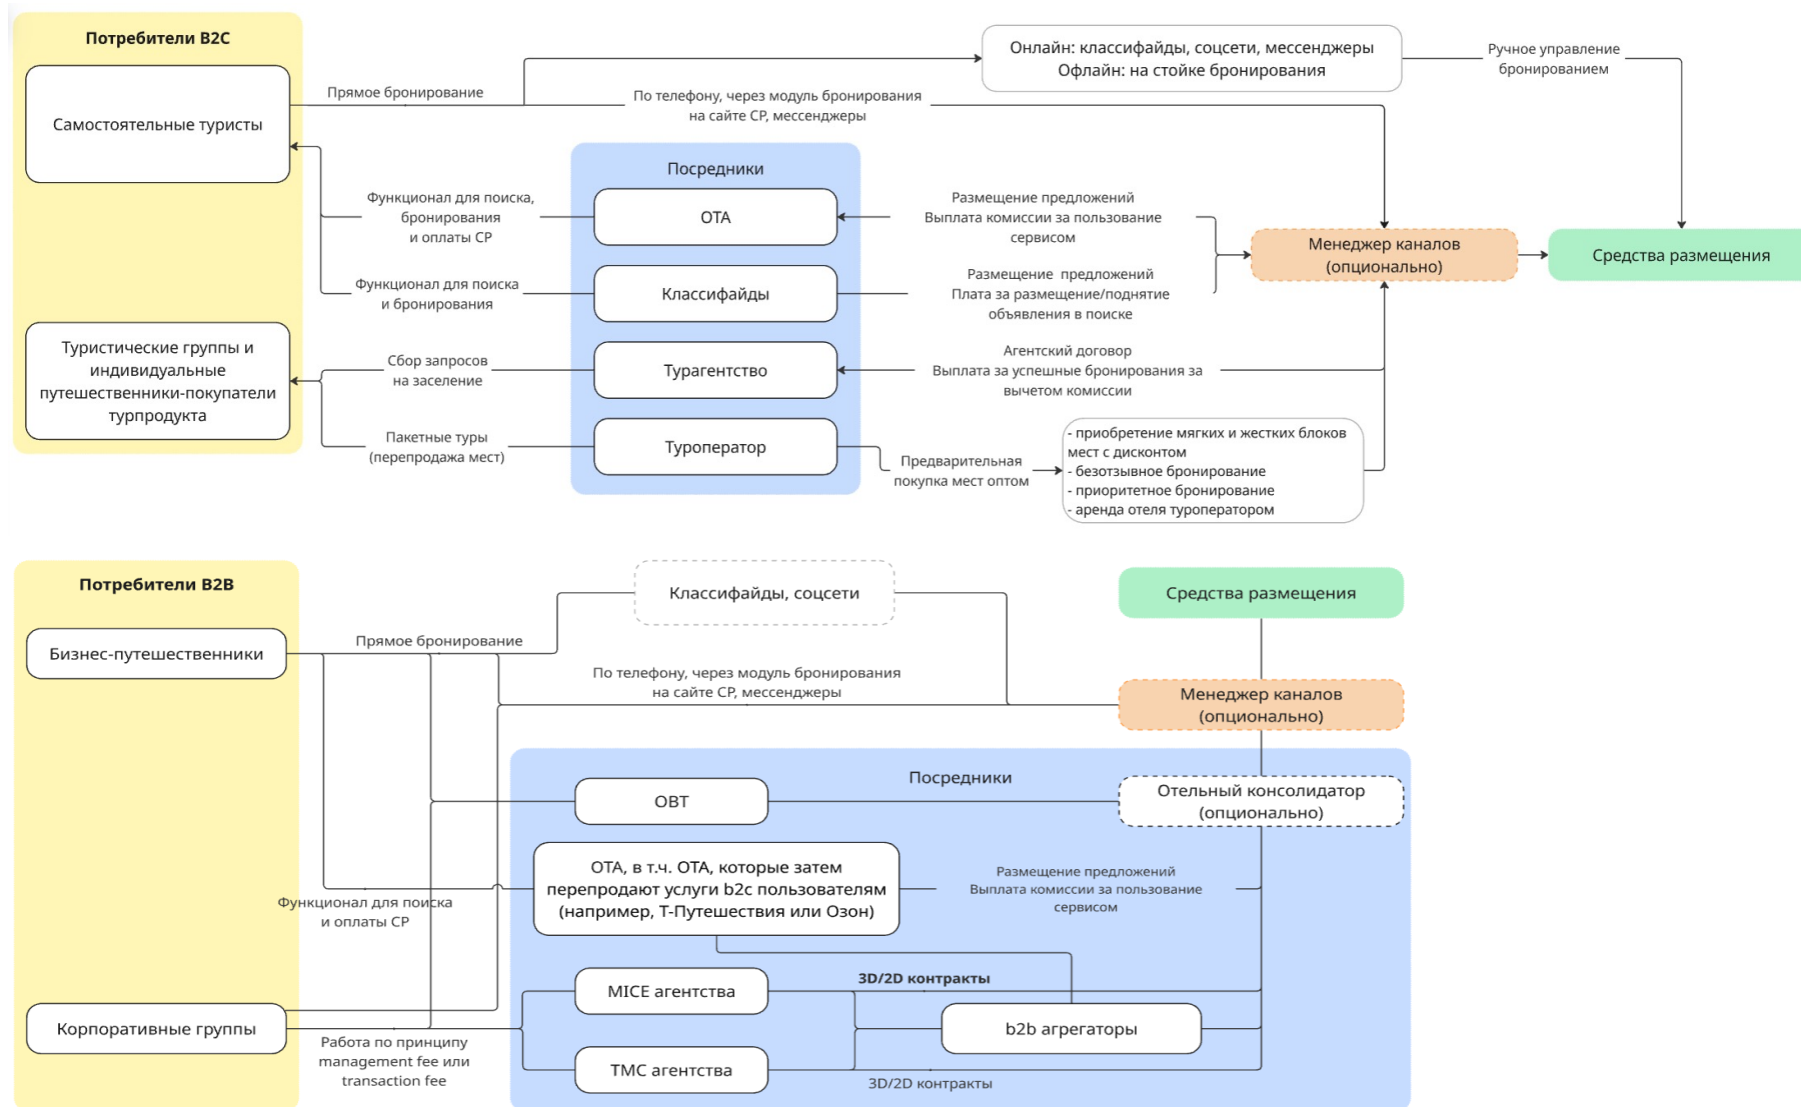 Потребители B2C
Самостоятельные туристы
Прямое бронирование
По телефону, через модуль бронирования
на сайте СР, мессенджеры
Онлайн: классифайды, соцсети, мессенджеры
Офлайн: на стойке бронирования
Ручное управление
бронированием
Посредники
Функционал для поиска,
бронирования
и оплаты СР
ОТА
Размещение предложений
Выплата комиссии за пользование
сервисом
Менеджер каналов
(опционально)
Средства размещения
Функционал для поиска
и бронирования
Классифайды
Размещение предложений
Плата за размещение/поднятие
объявления в поиске
Туристические группы и
индивидуальные
путешественники-покупатели
турпродукта
Сбор запросов
на заселение
Турагентство
Агентский договор
Выплата за успешные бронирования за
вычетом комиссии
Пакетные туры
(перепродажа мест)
Туроператор
Предварительная
покупка мест оптом
- приобретение мягких и жестких блоков
мест с дисконтом
- безотзывное бронирование
- приоритетное бронирование
- аренда отеля туроператором
Потребители B2B
Бизнес-путешественники
Прямое бронирование
Классифайды, соцсети
Средства размещения
По телефону, через модуль бронирования
на сайте СР, мессенджеры
Менеджер каналов
(опционально)
Посредники
ОВТ
Отельный консолидатор
(опционально)
Функционал для поиска
и оплаты СР
ОТА, в т.ч. ОТА, которые затем
перепродают услуги b2c пользователям
(например, Т-Путешествия или Озон)
Размещение предложений
Выплата комиссии за пользование
сервисом
Корпоративные группы
Работа по принципу
management fee или
transaction fee
MICE агентства
3D/2D контракты
b2b агрегаторы
TMC агентства
3D/2D контракты